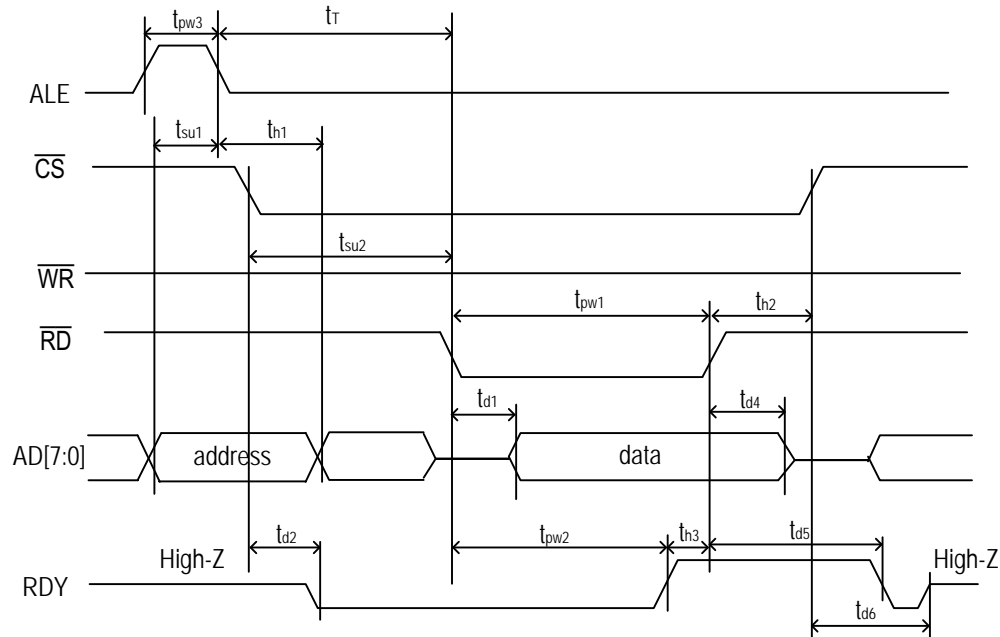 tpw3 tT
ALE
tsu1 th1
CS
tsu2
WR
tpw1 th2
RD
td1 td4
AD[7:0] address data
td2 tpw2 th3 td5
High-Z High-Z
RDY
td6